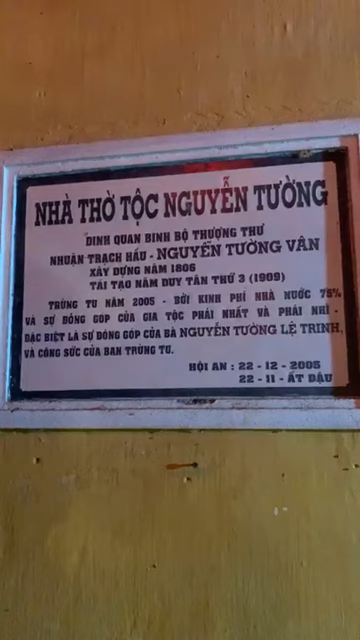 NHÀ THỜ TỘC NGUYỄN TƯỜNG
DINH QUAN BINH BỘ THƯỢNG THƯ
NHUẬN TRẠCH HẦU - NGUYỄN TƯỜNG VÂN
XÂY DỰNG NĂM 1806
TÁI TẠO NĂM DUY TÂN THỨ 3 (1909)
TRÙNG TU NĂM 2005 - BỞI KINH PHÍ NHÀ NƯỚC 75%
VÀ SỰ ĐÓNG GÓP CỦA GIA TỘC PHÁI NHẤT VÀ PHÁI NHÌ -
ĐẶC BIỆT LÀ SỰ ĐÓNG GÓP CỦA BÀ NGUYỄN TƯỜNG LỆ TRINH,
VÀ CÔNG SỨC CỦA BAN TRÙNG TU.
HỘI AN : 22 - 12 - 2005
22 - 11 - ẤT DẬU